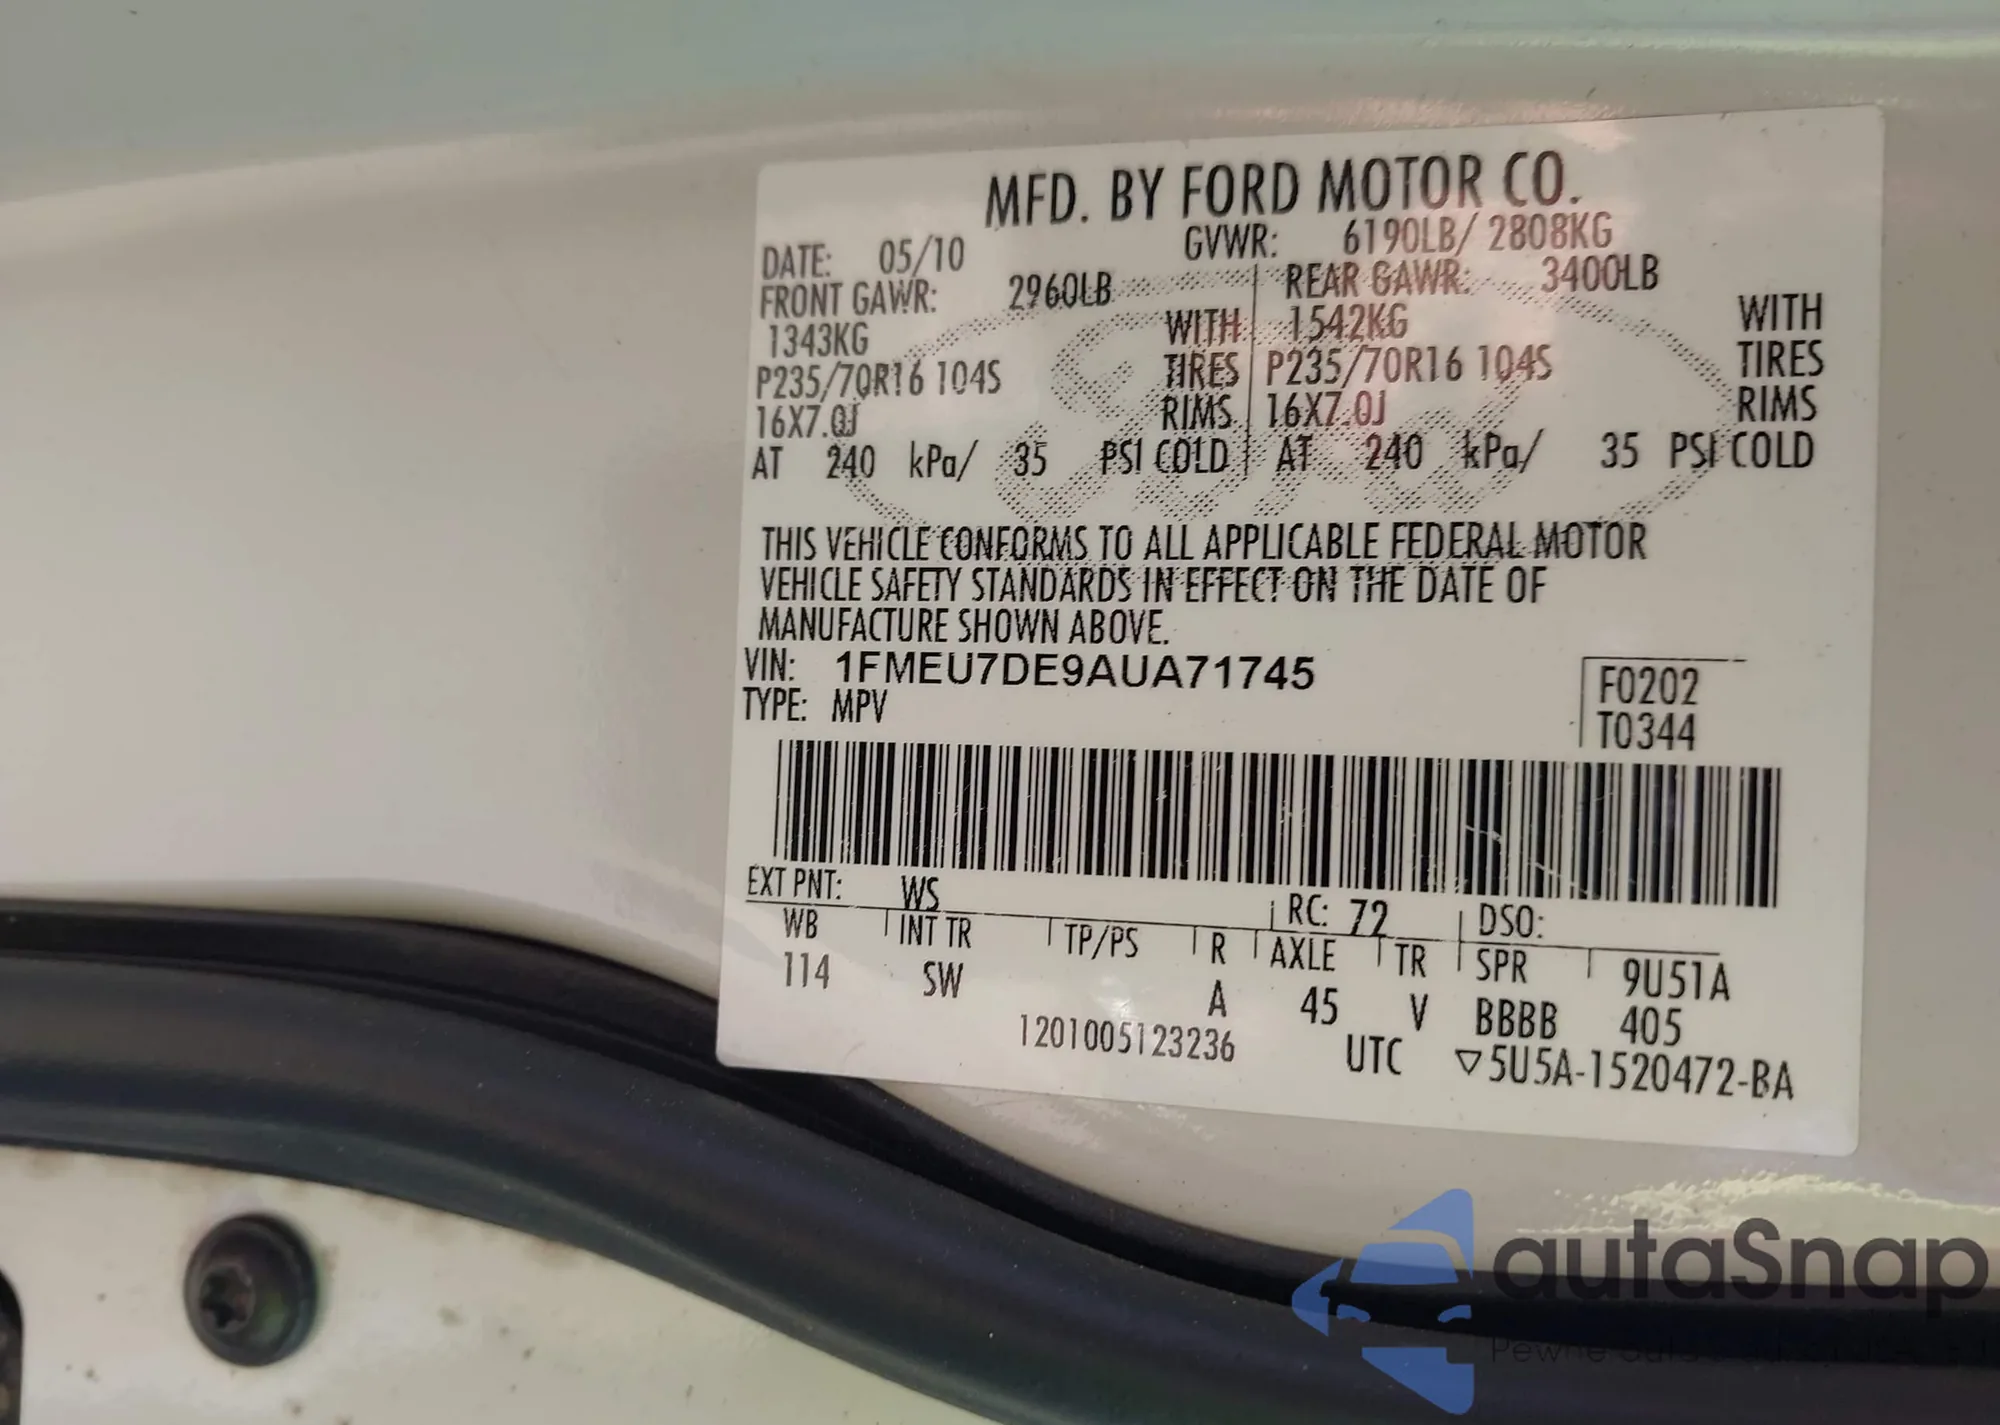 MFD. BY FORD MOTOR CO.
DATE: 05/10 GVWR: 6190LB/ 2808KG
FRONT GAWR: 2960LB REAR GAWR: 3400LB
1343KG WITH 1542KG WITH
P235/70R16 104S TIRES P235/70R16 104S TIRES
16X7.0J RIMS 16X7.0J RIMS
AT 240 kPa/ 35 PSI COLD AT 240 kPa/ 35 PSI COLD
THIS VEHICLE CONFORMS TO ALL APPLICABLE FEDERAL MOTOR
VEHICLE SAFETY STANDARDS IN EFFECT ON THE DATE OF
MANUFACTURE SHOWN ABOVE.
VIN: 1FMEU7DE9AUA71745
F0202
TYPE: MPV
T0344
EXT PNT: WS RC: 72 DSO:
WB INT TR TP/PS R AXLE TR SPR 9U51A
114 SW A 45 V BBBB 405
1201005123236 UTC ▽5U5A-1520472-BA
autaSnap